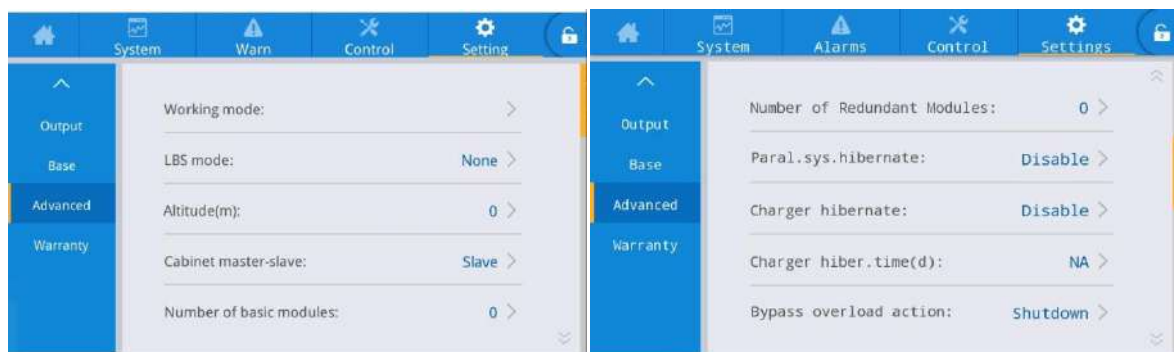 System Warn Control Setting
Output
Base
Advanced
Warranty
Working mode:
LBS mode: None
Altitude(m): 0
Cabinet master-slave: Slave
Number of basic modules: 0
System Alarms Control Settings
Output
Base
Advanced
Warranty
Number of Redundant Modules: 0
Paral.sys.hibernate: Disable
Charger hibernate: Disable
Charger hiber.time(d): NA
Bypass overload action: Shutdown